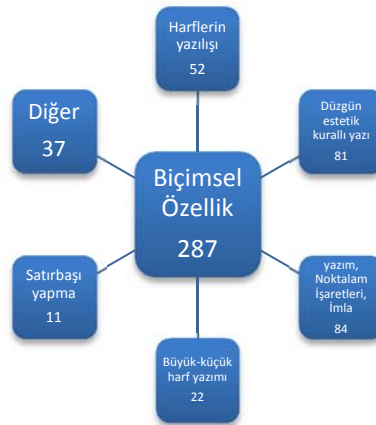 Harflerin
yazılışı
52
Diğer
37
Düzgün
estetik
kurallı yazı
81
Biçimsel
Özellik
287
Satırbaşı
yapma
11
yazım,
Noktalam
İşaretleri,
İmla
84
Büyük-küçük
harf yazımı
22